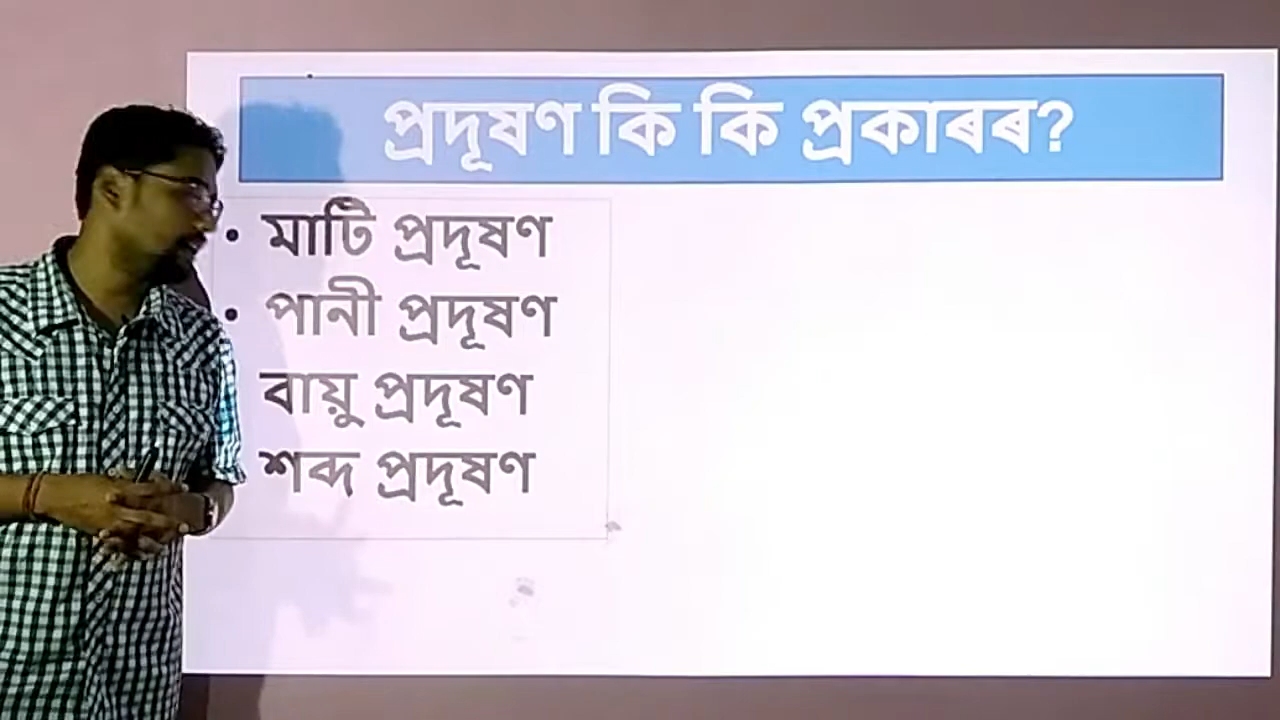 প্ৰদূষণ কি কি প্ৰকাৰৰ?
• মাটি প্ৰদূষণ
• পানী প্ৰদূষণ
বায়ু প্ৰদূষণ
শব্দ প্ৰদূষণ